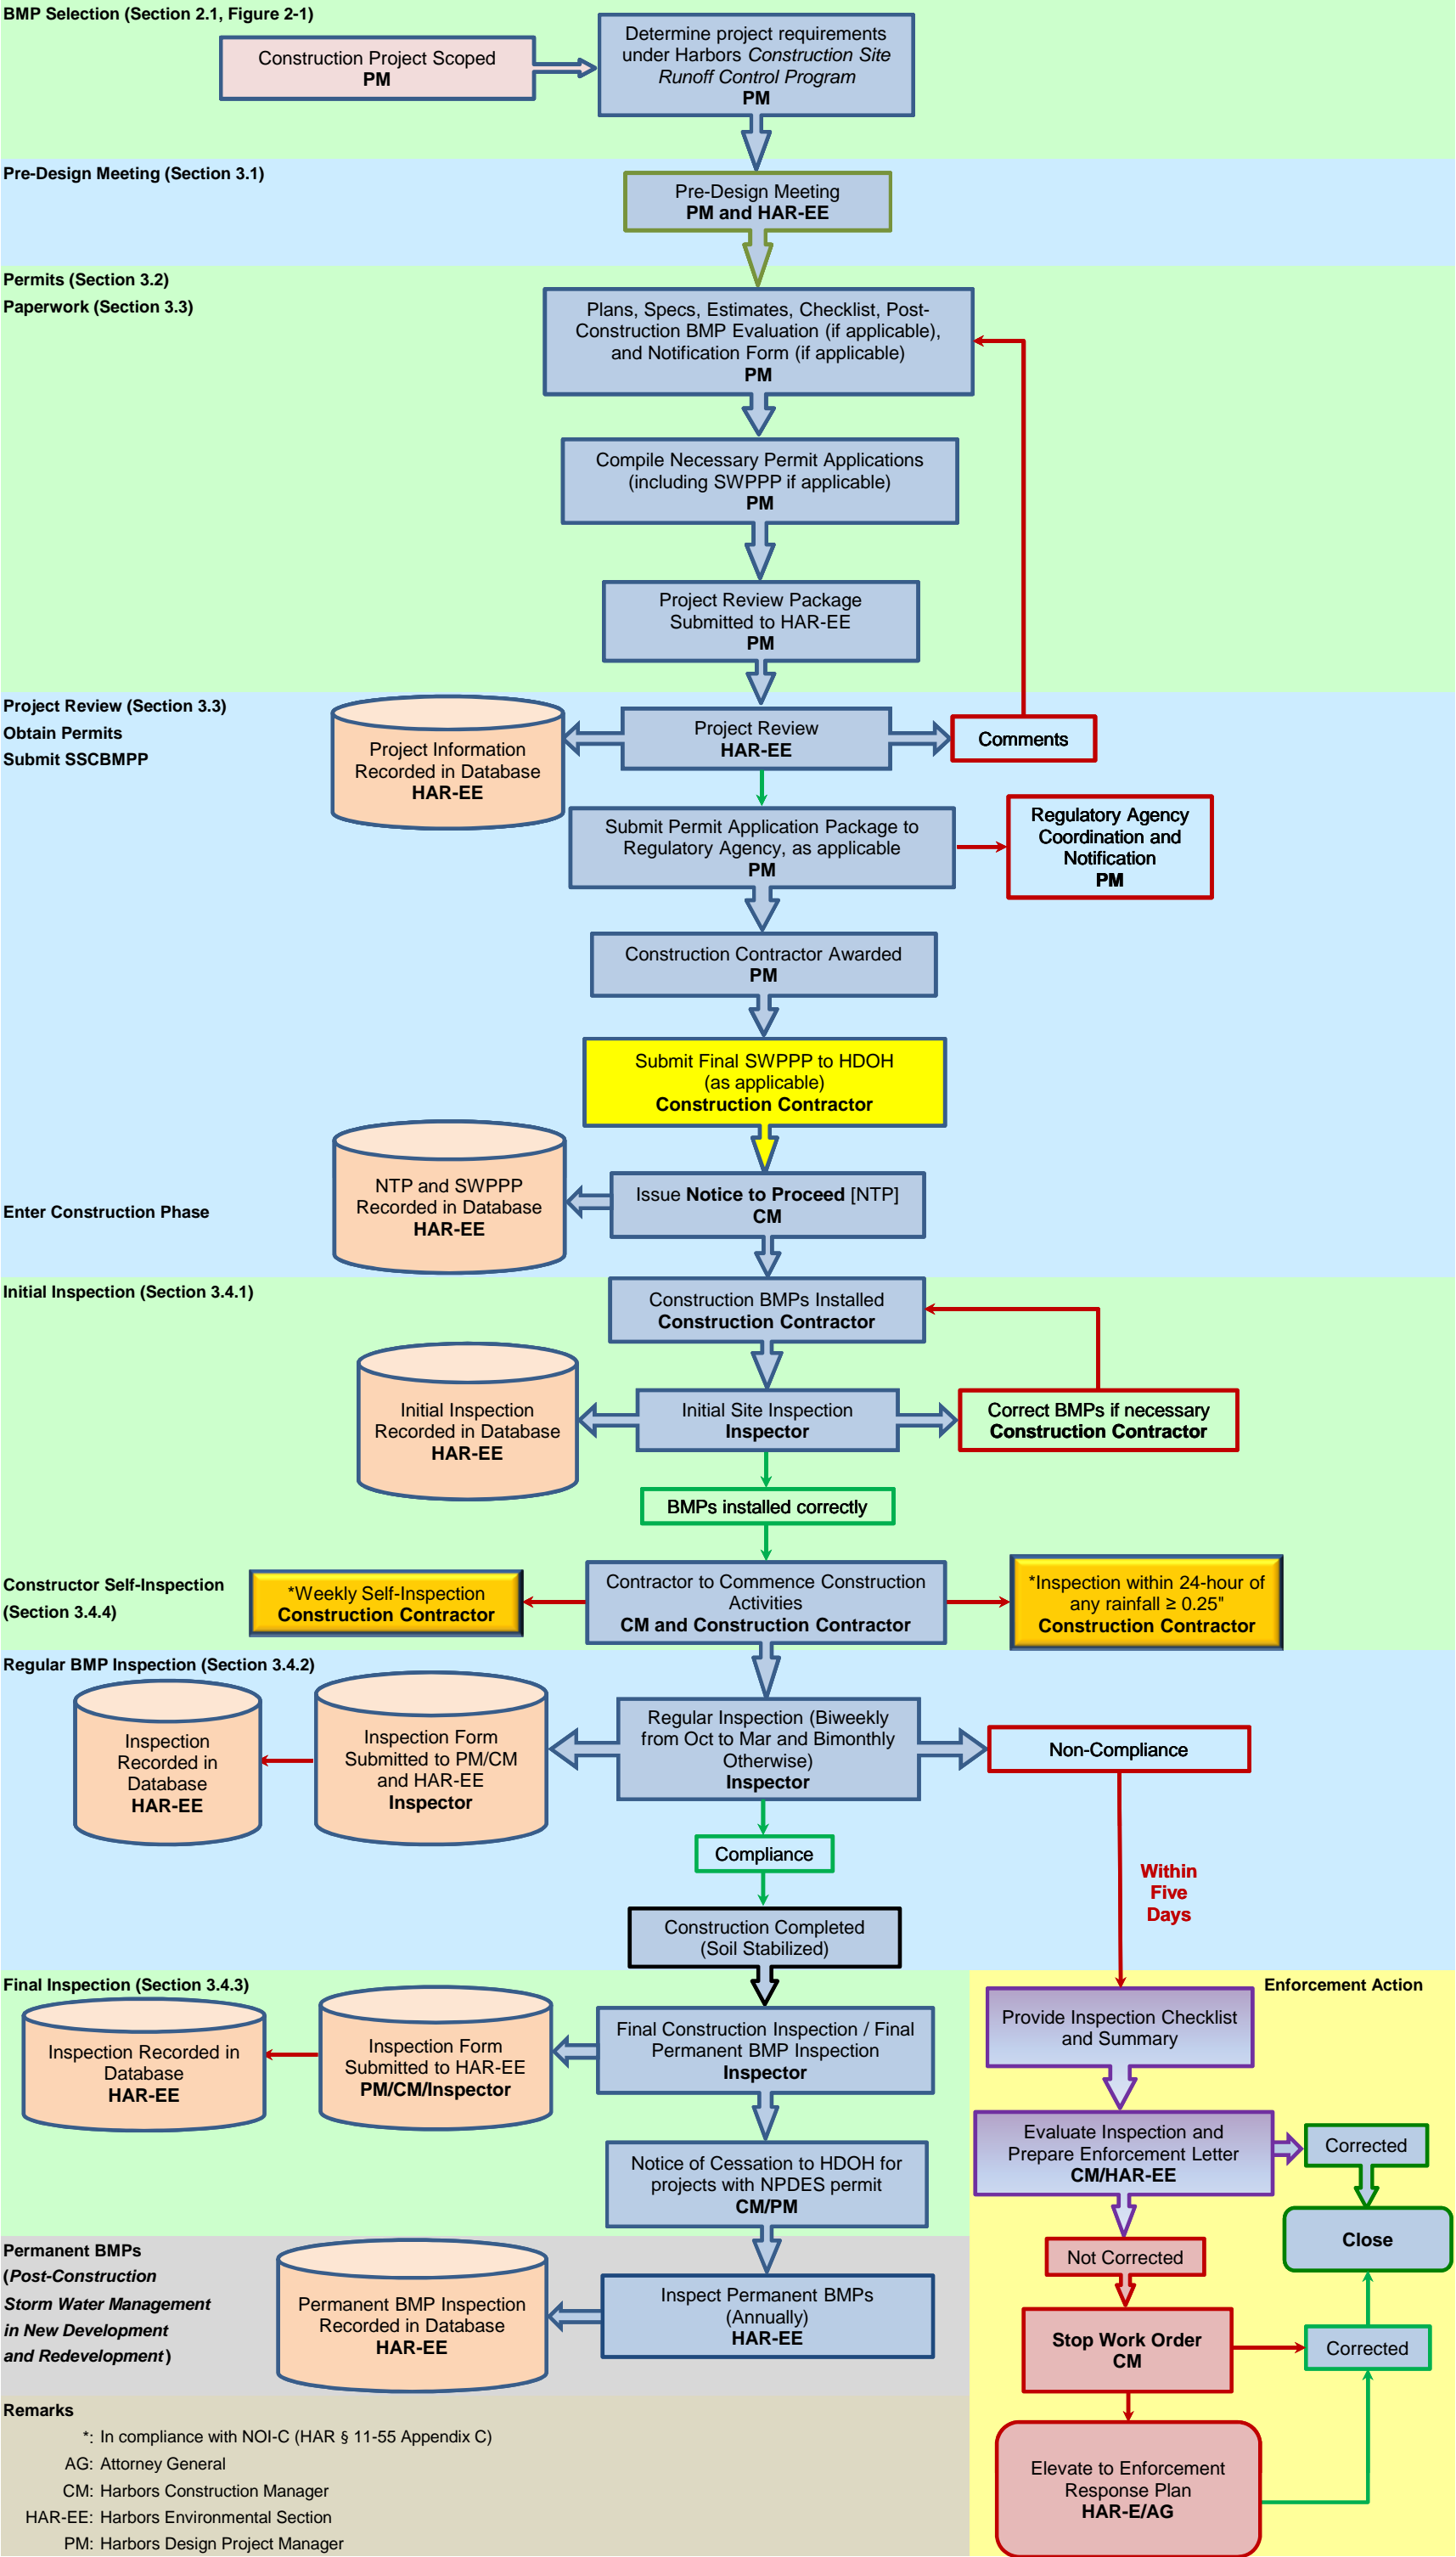 BMP Selection (Section 2.1, Figure 2-1)
Construction Project Scoped
PM
Determine project requirements
under Harbors Construction Site
Runoff Control Program
PM
Pre-Design Meeting (Section 3.1)
Pre-Design Meeting
PM and HAR-EE
Permits (Section 3.2)
Paperwork (Section 3.3)
Plans, Specs, Estimates, Checklist, Post-
Construction BMP Evaluation (if applicable),
and Notification Form (if applicable)
PM
Compile Necessary Permit Applications
(including SWPPP if applicable)
PM
Project Review Package
Submitted to HAR-EE
PM
Project Review (Section 3.3)
Obtain Permits
Submit SSCBMPP
Project Information
Recorded in Database
HAR-EE
Project Review
HAR-EE
Comments
Submit Permit Application Package to
Regulatory Agency, as applicable
PM
Regulatory Agency
Coordination and
Notification
PM
Construction Contractor Awarded
PM
Submit Final SWPPP to HDOH
(as applicable)
Construction Contractor
Enter Construction Phase
NTP and SWPPP
Recorded in Database
HAR-EE
Issue Notice to Proceed [NTP]
CM
Initial Inspection (Section 3.4.1)
Construction BMPs Installed
Construction Contractor
Initial Inspection
Recorded in Database
HAR-EE
Initial Site Inspection
Inspector
Correct BMPs if necessary
Construction Contractor
BMPs installed correctly
Constructor Self-Inspection
(Section 3.4.4)
*Weekly Self-Inspection
Construction Contractor
Contractor to Commence Construction
Activities
CM and Construction Contractor
*Inspection within 24-hour of
any rainfall ≥ 0.25"
Construction Contractor
Regular BMP Inspection (Section 3.4.2)
Inspection
Recorded in
Database
HAR-EE
Inspection Form
Submitted to PM/CM
and HAR-EE
Inspector
Regular Inspection (Biweekly
from Oct to Mar and Bimonthly
Otherwise)
Inspector
Non-Compliance
Compliance
Within
Five
Days
Construction Completed
(Soil Stabilized)
Final Inspection (Section 3.4.3)
Inspection Recorded in
Database
HAR-EE
Inspection Form
Submitted to HAR-EE
PM/CM/Inspector
Final Construction Inspection / Final
Permanent BMP Inspection
Inspector
Enforcement Action
Provide Inspection Checklist
and Summary
Evaluate Inspection and
Prepare Enforcement Letter
CM/HAR-EE
Corrected
Notice of Cessation to HDOH for
projects with NPDES permit
CM/PM
Close
Not Corrected
Permanent BMPs
(Post-Construction
Storm Water Management
in New Development
and Redevelopment)
Permanent BMP Inspection
Recorded in Database
HAR-EE
Inspect Permanent BMPs
(Annually)
HAR-EE
Stop Work Order
CM
Corrected
Elevate to Enforcement
Response Plan
HAR-E/AG
Remarks
*: In compliance with NOI-C (HAR § 11-55 Appendix C)
AG: Attorney General
CM: Harbors Construction Manager
HAR-EE: Harbors Environmental Section
PM: Harbors Design Project Manager